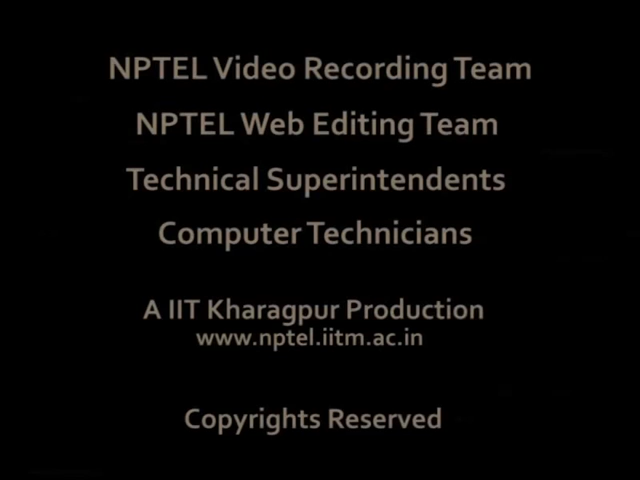 NPTEL Video Recording Team
NPTEL Web Editing Team
Technical Superintendents
Computer Technicians
A IIT Kharagpur Production
www.nptel.iitm.ac.in
Copyrights Reserved